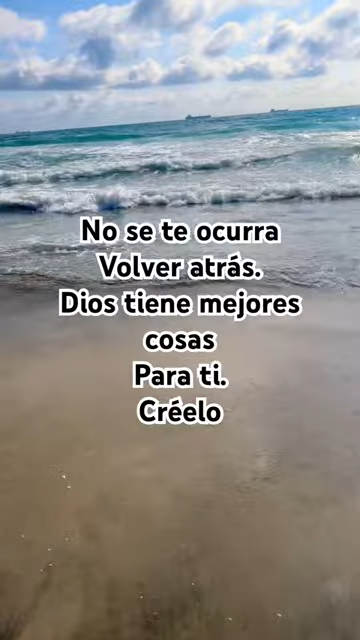 No se te ocurra
Volver atrás.
Dios tiene mejores
cosas
Para ti.
Créelo